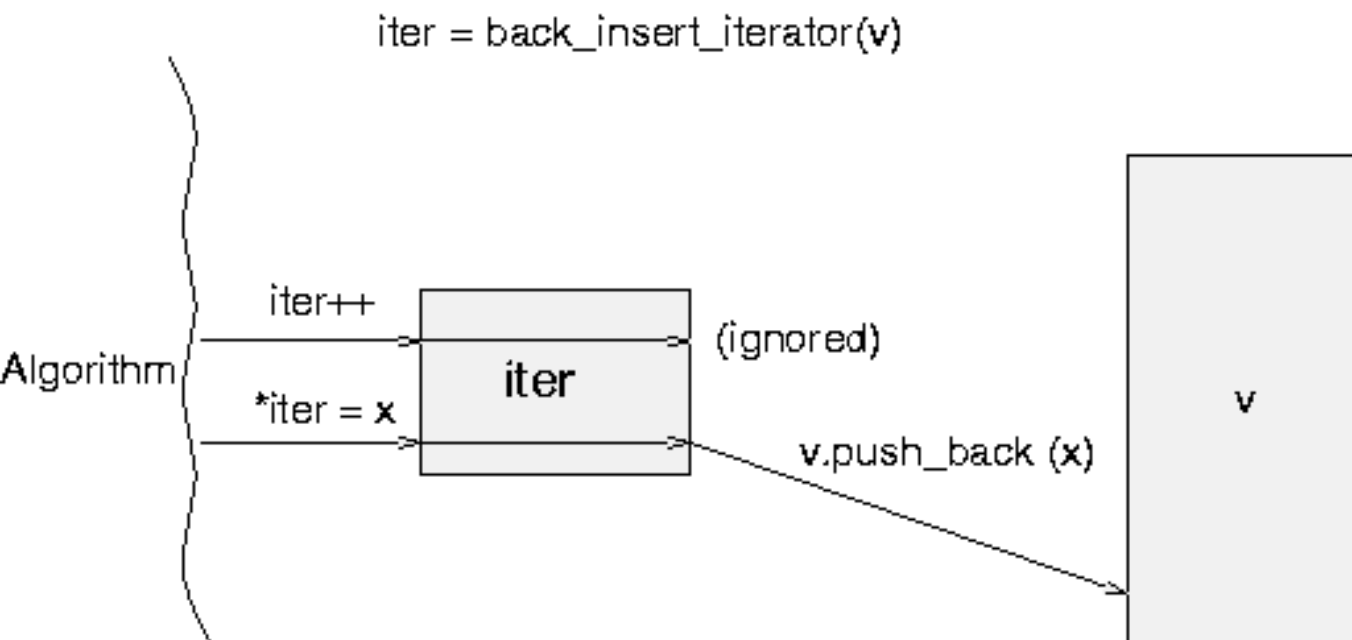 iter = back_insert_iterator(v)
iter++
(ignored)
Algorithm
iter
*iter = x
v
v.push_back (x)